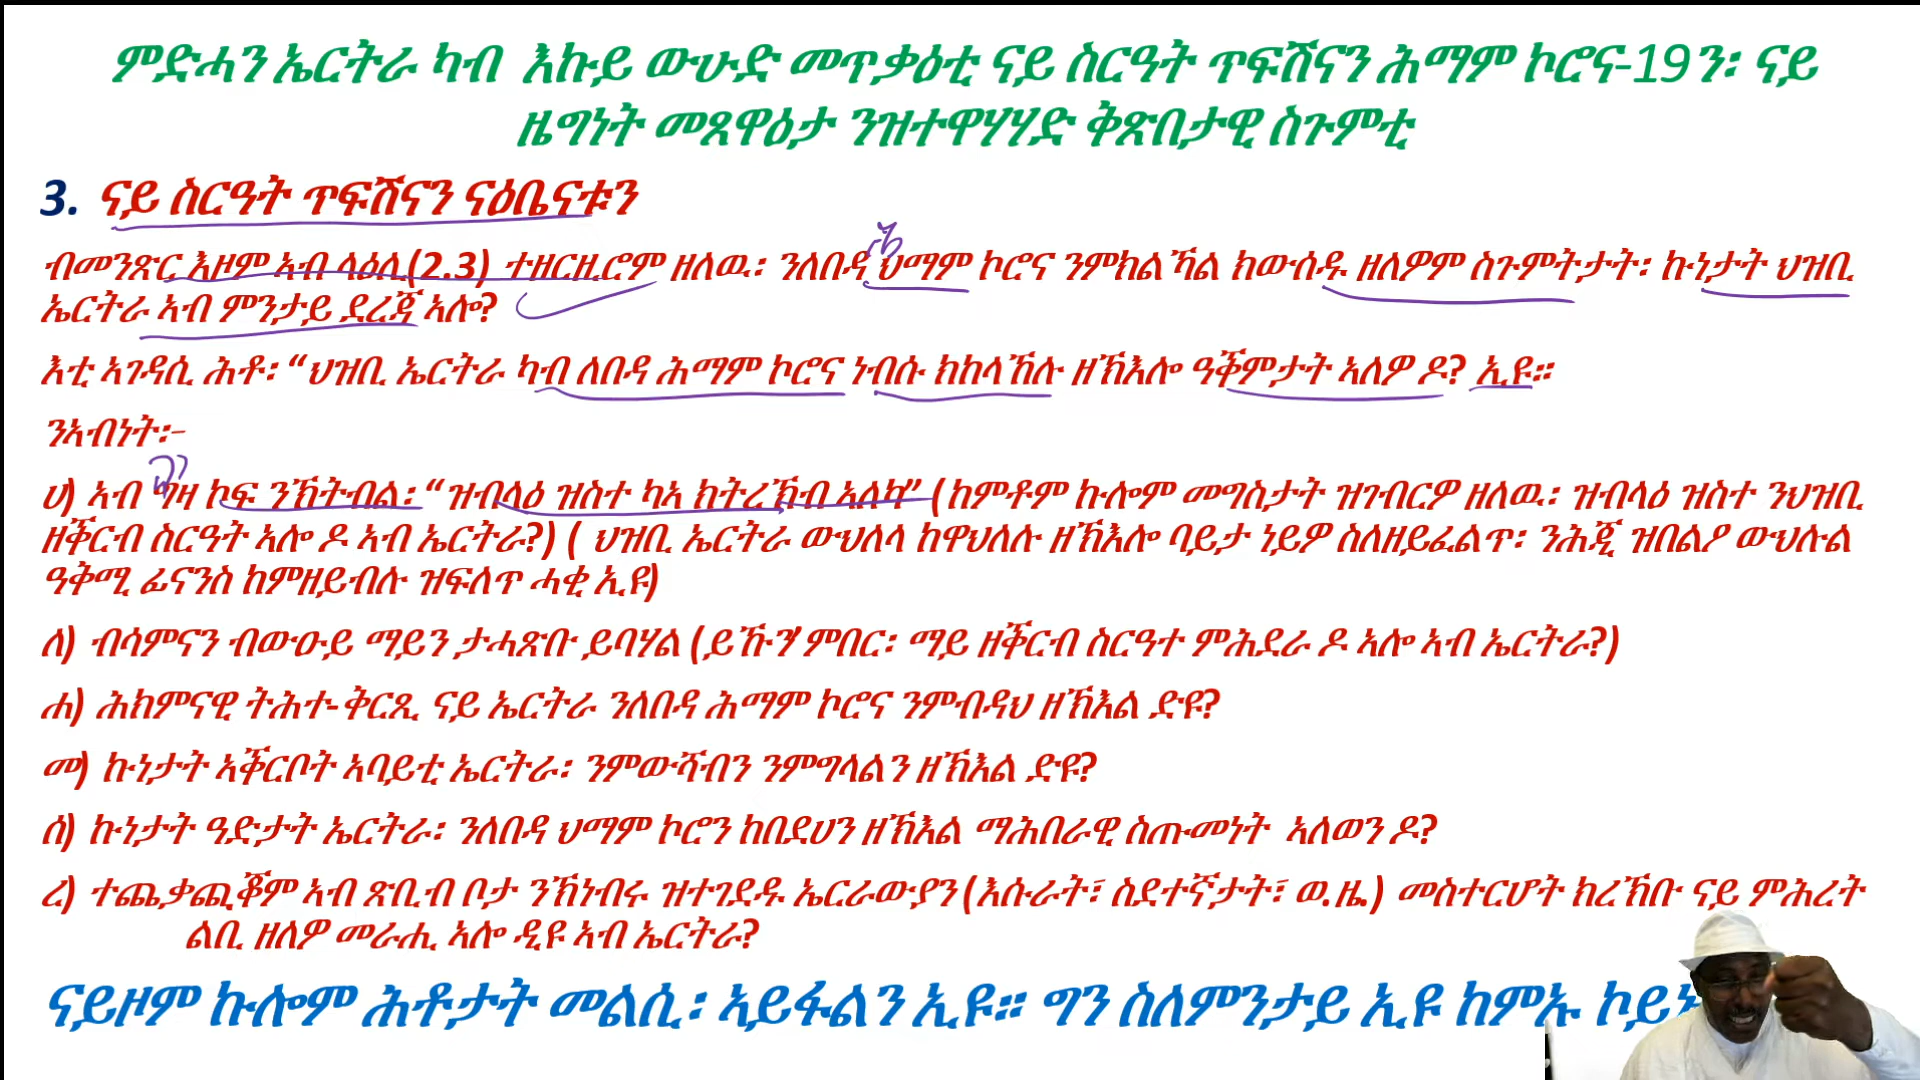 ምድሓን ኤርትራ ካብ እኩይ ውሁድ መጥቃዕቲ ናይ ስርዓት ጥፍሽናን ሕማም ኮሮና-19ን፡ ናይ
ዜግነት መጸዋዕታ ንዝተዋሃሃድ ቅጽበታዊ ስጉምቲ
3. ናይ ስርዓት ጥፍሽናን ናዕቤናቱን
ብመንጽር እዞም ኣብ ላዕሊ(2.3) ተዘርዚሮም ዘለዉ፡ ንለበዳ ህማም ኮሮና ንምክልኻል ክውሰዱ ዘለዎም ስጉምትታት፡ ኩነታት ህዝቢ
ኤርትራ ኣብ ምንታይ ደረጃ ኣሎ?
እቲ ኣገዳሲ ሕቶ፡ “ህዝቢ ኤርትራ ካብ ለበዳ ሕማም ኮሮና ነብሱ ክከላኸሉ ዘኽእሎ ዓቕምታት ኣለዎ ዶ? ኢዩ።
ንኣብነት፡-
ሀ) ኣብ ግዛ ኮፍ ንኽትብል፡ “ዝብላዕ ዝስተ ካኣ ክትረኽብ ኣለካ” (ከምቶም ኩሎም መግስታት ዝገብርዎ ዘለዉ፡ ዝብላዕ ዝስተ ንህዝቢ
ዘቕርብ ስርዓት ኣሎ ዶ ኣብ ኤርትራ?) ( ህዝቢ ኤርትራ ውህለላ ከዋህለሉ ዘኽእሎ ባይታ ነይዎ ስለዘይፈልጥ፡ ንሕጂ ዝበልዖ ውህሉል
ዓቅሚ ፊናንስ ከምዘይብሉ ዝፍለጥ ሓቂ ኢዩ)
ለ) ብሳምናን ብውዑይ ማይን ታሓጽቡ ይባሃል (ይኹን’ምበር፡ ማይ ዘቕርብ ስርዓተ ምሕደራ ዶ ኣሎ ኣብ ኤርትራ?)
ሐ) ሕክምናዊ ትሕተ-ቅርጺ ናይ ኤርትራ ንለበዳ ሕማም ኮሮና ንምብዳህ ዘኽእል ድዩ?
መ) ኩነታት ኣቕርቦት ኣባይቲ ኤርትራ፡ ንምውሻብን ንምግላልን ዘኽእል ድዩ?
ሰ) ኩነታት ዓድታት ኤርትራ፡ ንለበዳ ህማም ኮሮን ከበደሀን ዘኽእል ማሕበራዊ ስጡመነት ኣለወን ዶ?
ረ) ተጨቃጪቖም ኣብ ጽቢብ ቦታ ንኽነብሩ ዝተገደዱ ኤርራውያን(እሱራት፣ ስደተኛታት፣ ወ.ዜ.) መስተርሆት ክረኽቡ ናይ ምሕረት
ልቢ ዘለዎ መራሒ ኣሎ ዲዩ ኣብ ኤርትራ?
ናይዞም ኩሎም ሕቶታት መልሲ፡ ኣይፋልን ኢዩ። ግን ስለምንታይ ኢዩ ከምኡ